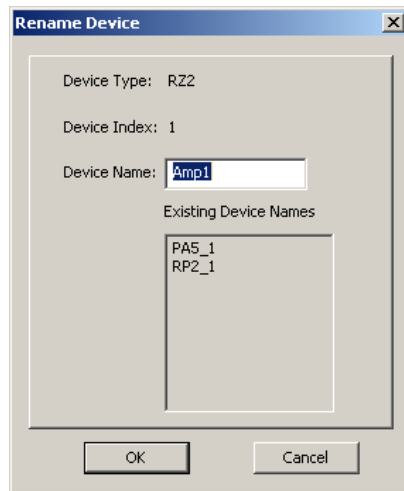 Rename Device
Device Type: RZ2
Device Index: 1
Device Name: Amp1
Existing Device Names
PA5_1
RP2_1
OK Cancel